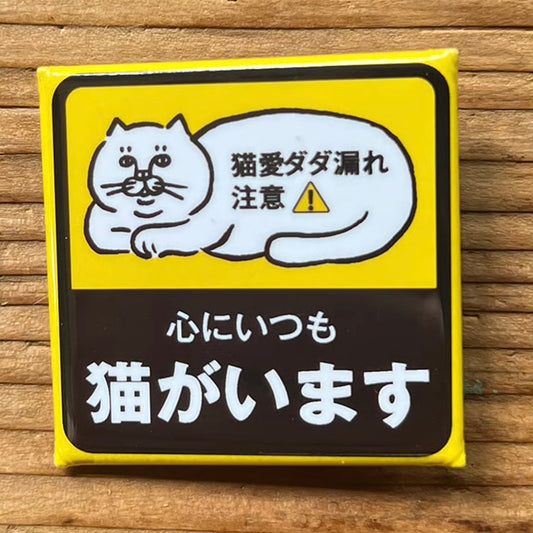 猫愛ダダ漏れ
注意⚠
心にいつも
猫がいます